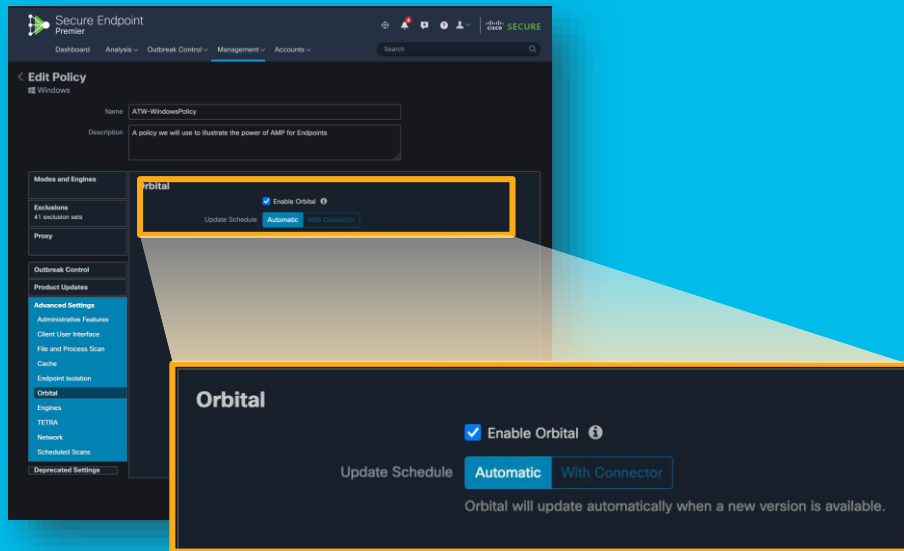 Secure Endpoint
Premier
cisco SECURE
Dashboard Analysis Outbreak Control Management Accounts
Search
Edit Policy
Windows
Name ATW-WindowsPolicy
Description A policy we will use to illustrate the power of AMP for Endpoints
Modes and Engines
Exclusions
41 exclusion sets
Proxy
Outbreak Control
Product Updates
Advanced Settings
Administrative Features
Client User Interface
File and Process Scan
Cache
Endpoint Isolation
Orbital
Engines
TETRA
Network
Scheduled Scans
Deprecated Settings
Orbital
Enable Orbital
Update Schedule Automatic With Connector
Orbital
Enable Orbital
Update Schedule Automatic With Connector
Orbital will update automatically when a new version is available.